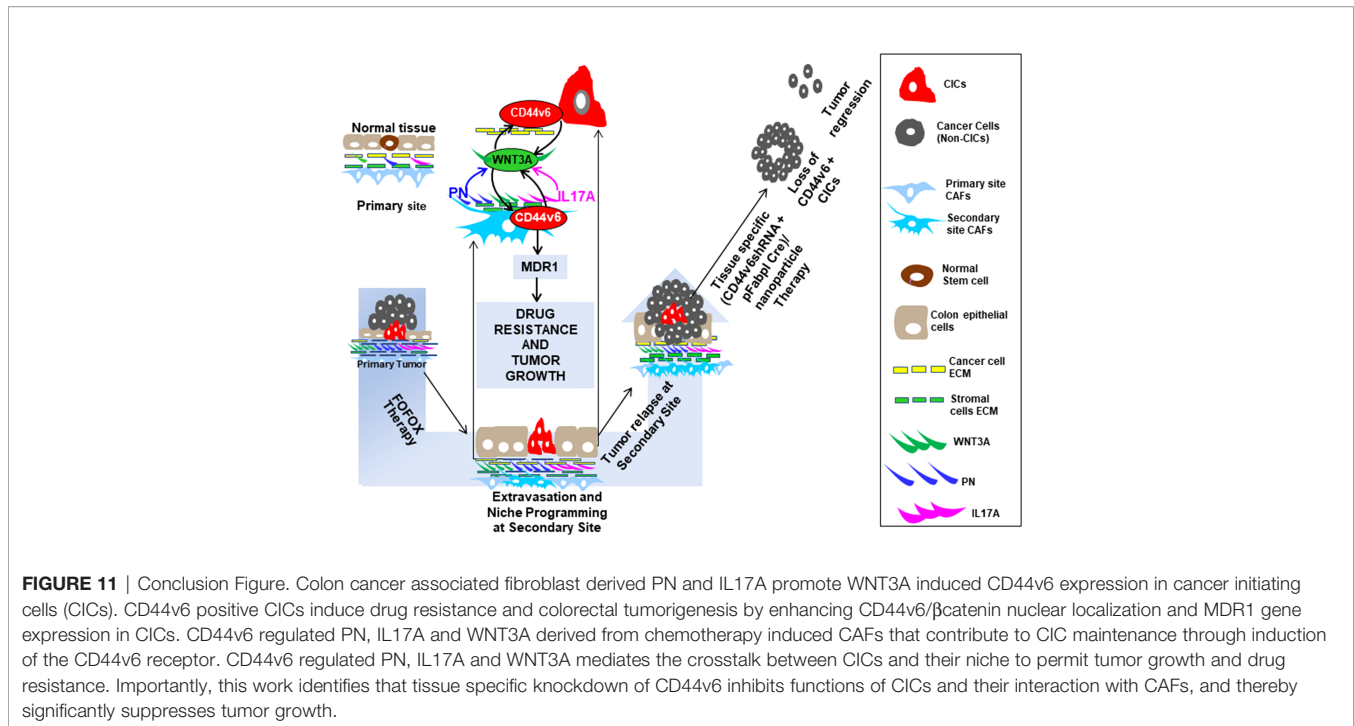 Normal tissue
Primary site
CD44v6
WNT3A
PN
IL17A
CD44v6
MDR1
DRUG
RESISTANCE
AND
TUMOR
GROWTH
Primary Tumor
FOFOX
Therapy
Extravasation and
Niche Programming
at Secondary Site
Tumor relapse at
Secondary Site
Tissue specific
(CD44v6shRNA +
pFabpl Cre)/
nanoparticle
Therapy
Loss of
CD44v6 +
CICs
Tumor
regression
CICs
Cancer Cells
(Non-CICs)
Primary site
CAFs
Secondary
site CAFs
Normal
Stem cell
Colon epithelial
cells
Cancer cell
ECM
Stromal
cells ECM
WNT3A
PN
IL17A
FIGURE 11 | Conclusion Figure. Colon cancer associated fibroblast derived PN and IL17A promote WNT3A induced CD44v6 expression in cancer initiating
cells (CICs). CD44v6 positive CICs induce drug resistance and colorectal tumorigenesis by enhancing CD44v6/βcatenin nuclear localization and MDR1 gene
expression in CICs. CD44v6 regulated PN, IL17A and WNT3A derived from chemotherapy induced CAFs that contribute to CIC maintenance through induction
of the CD44v6 receptor. CD44v6 regulated PN, IL17A and WNT3A mediates the crosstalk between CICs and their niche to permit tumor growth and drug
resistance. Importantly, this work identifies that tissue specific knockdown of CD44v6 inhibits functions of CICs and their interaction with CAFs, and thereby
significantly suppresses tumor growth.